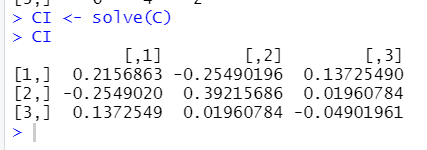 > CI <- solve(C)
> CI
[,1] [,2] [,3]
[1,] 0.2156863 -0.25490196 0.13725490
[2,] -0.2549020 0.39215686 0.01960784
[3,] 0.1372549 0.01960784 -0.04901961
>